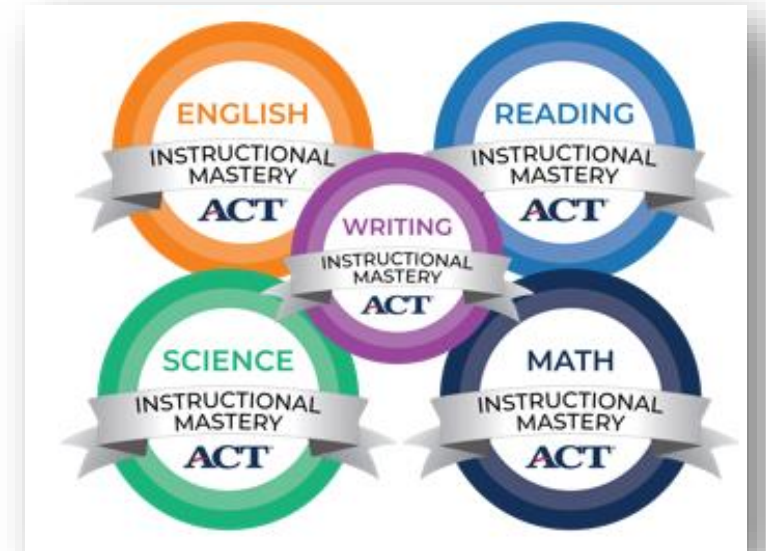 ENGLISH
INSTRUCTIONAL
MASTERY
ACT
READING
INSTRUCTIONAL
MASTERY
ACT
WRITING
INSTRUCTIONAL
MASTERY
ACT
SCIENCE
INSTRUCTIONAL
MASTERY
ACT
MATH
INSTRUCTIONAL
MASTERY
ACT